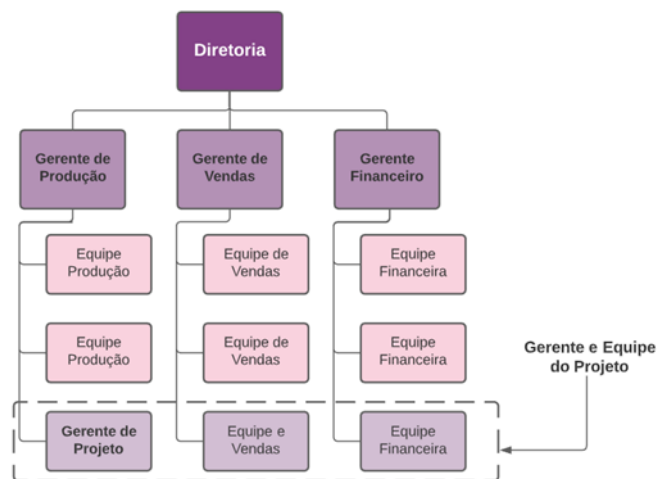 Diretoria
Gerente de
Produção
Gerente de
Vendas
Gerente
Financeiro
Equipe
Produção
Equipe de
Vendas
Equipe
Financeira
Equipe
Produção
Equipe de
Vendas
Equipe
Financeira
Gerente e Equipe
do Projeto
Gerente de
Projeto
Equipe e
Vendas
Equipe
Financeira